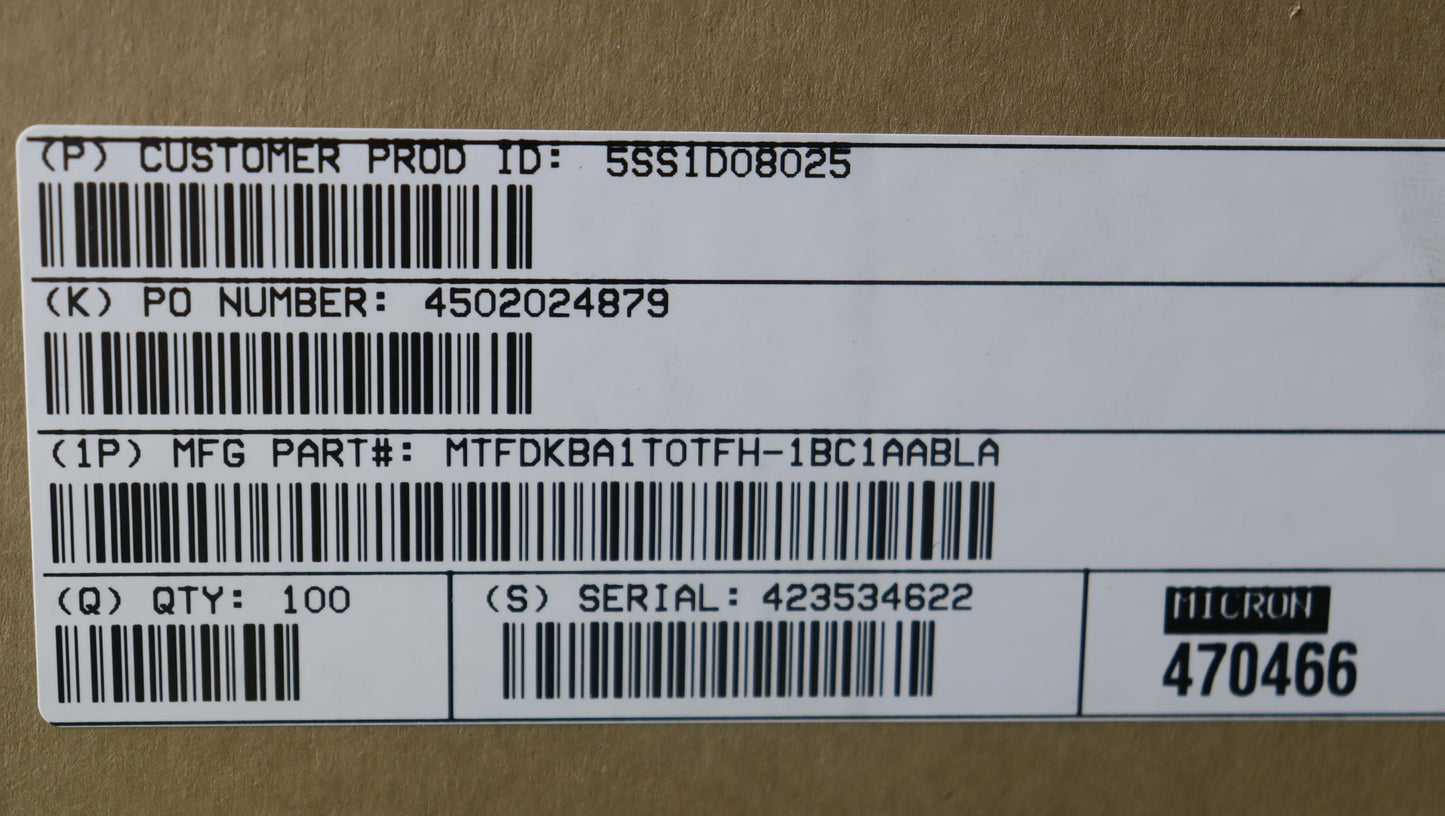 (P) CUSTOMER PROD ID: 5SS1D08025
(K) PO NUMBER: 4502024879
(1P) MFG PART#: MTFDKBA1T0TFH-1BC1AABLA
(Q) QTY: 100
(S) SERIAL: 423534622
MICRON
470466